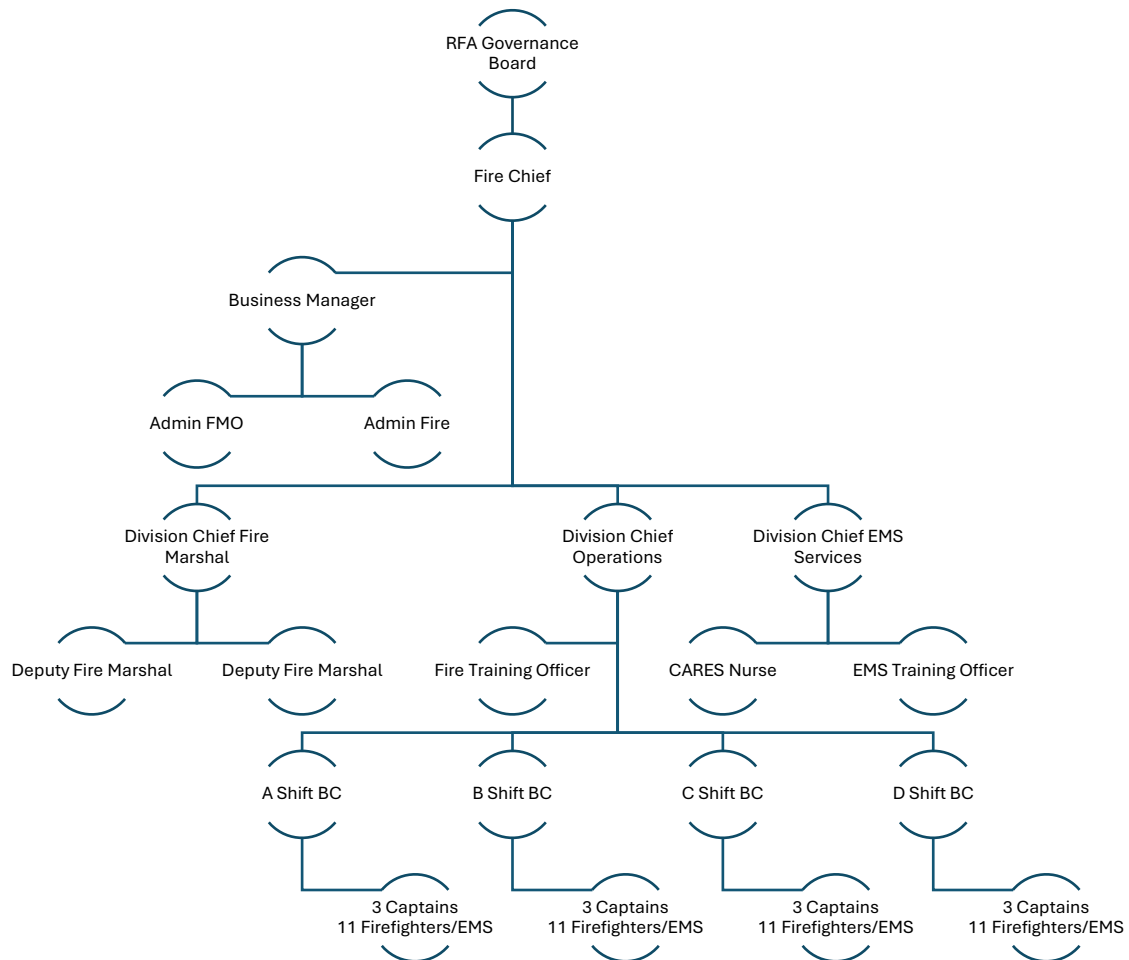 RFA Governance
Board
Fire Chief
Business Manager
Admin FMO
Admin Fire
Division Chief Fire
Marshal
Division Chief
Operations
Division Chief EMS
Services
Deputy Fire Marshal
Deputy Fire Marshal
Fire Training Officer
CARES Nurse
EMS Training Officer
A Shift BC
B Shift BC
C Shift BC
D Shift BC
3 Captains
11 Firefighters/EMS
3 Captains
11 Firefighters/EMS
3 Captains
11 Firefighters/EMS
3 Captains
11 Firefighters/EMS